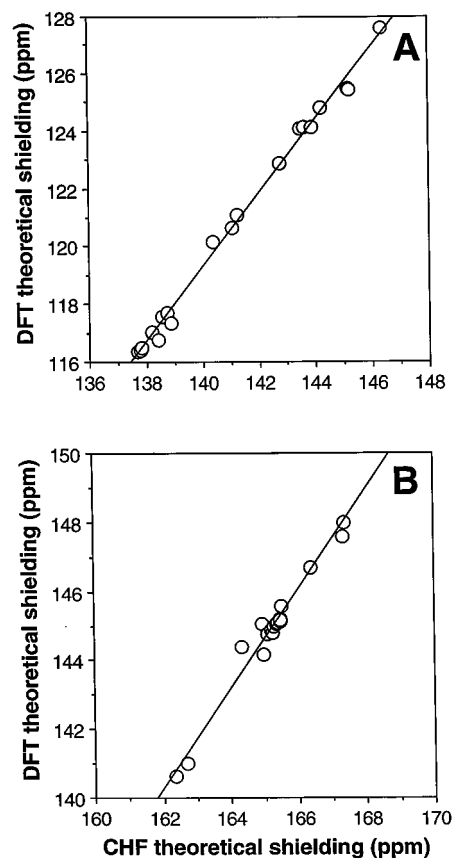 A
DFT theoretical shielding (ppm)
128
126
124
122
120
118
116
136 138 140 142 144 146 148
B
DFT theoretical shielding (ppm)
150
148
146
144
142
140
160 162 164 166 168 170
CHF theoretical shielding (ppm)